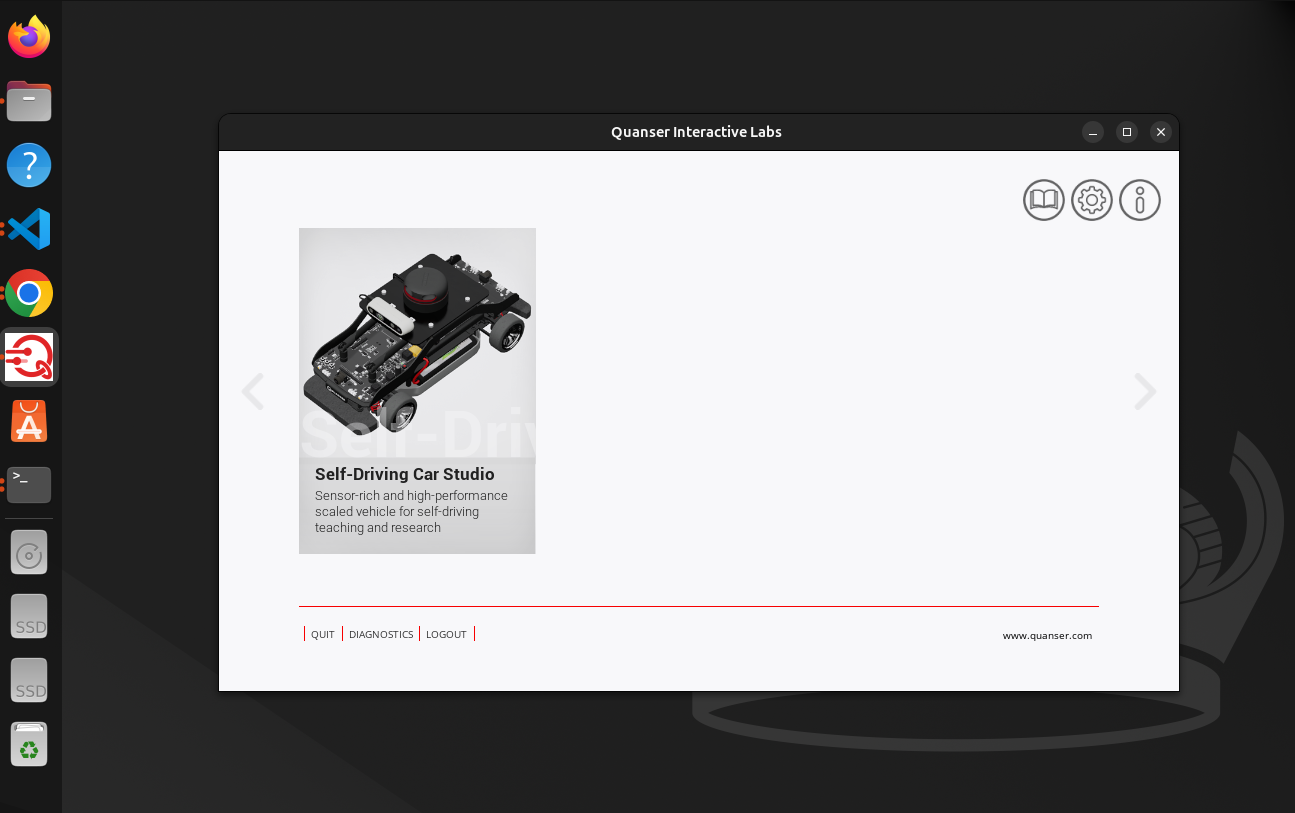 Quanser Interactive Labs
Self-Driv
Self-Driving Car Studio
Sensor-rich and high-performance
scaled vehicle for self-driving
teaching and research
QUIT
DIAGNOSTICS
LOGOUT
www.quanser.com
?
A
>_
SSD
SSD